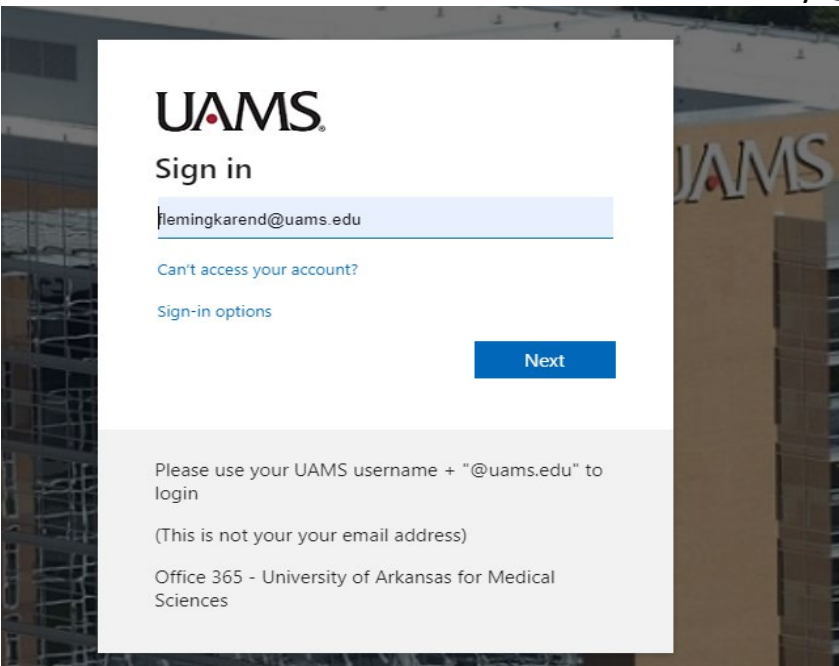 UAMS
Sign in
flemingkarend@uams.edu
Can't access your account?
Sign-in options
Next
Please use your UAMS username + "@uams.edu" to
login
(This is not your your email address)
Office 365 - University of Arkansas for Medical
Sciences
UAMS